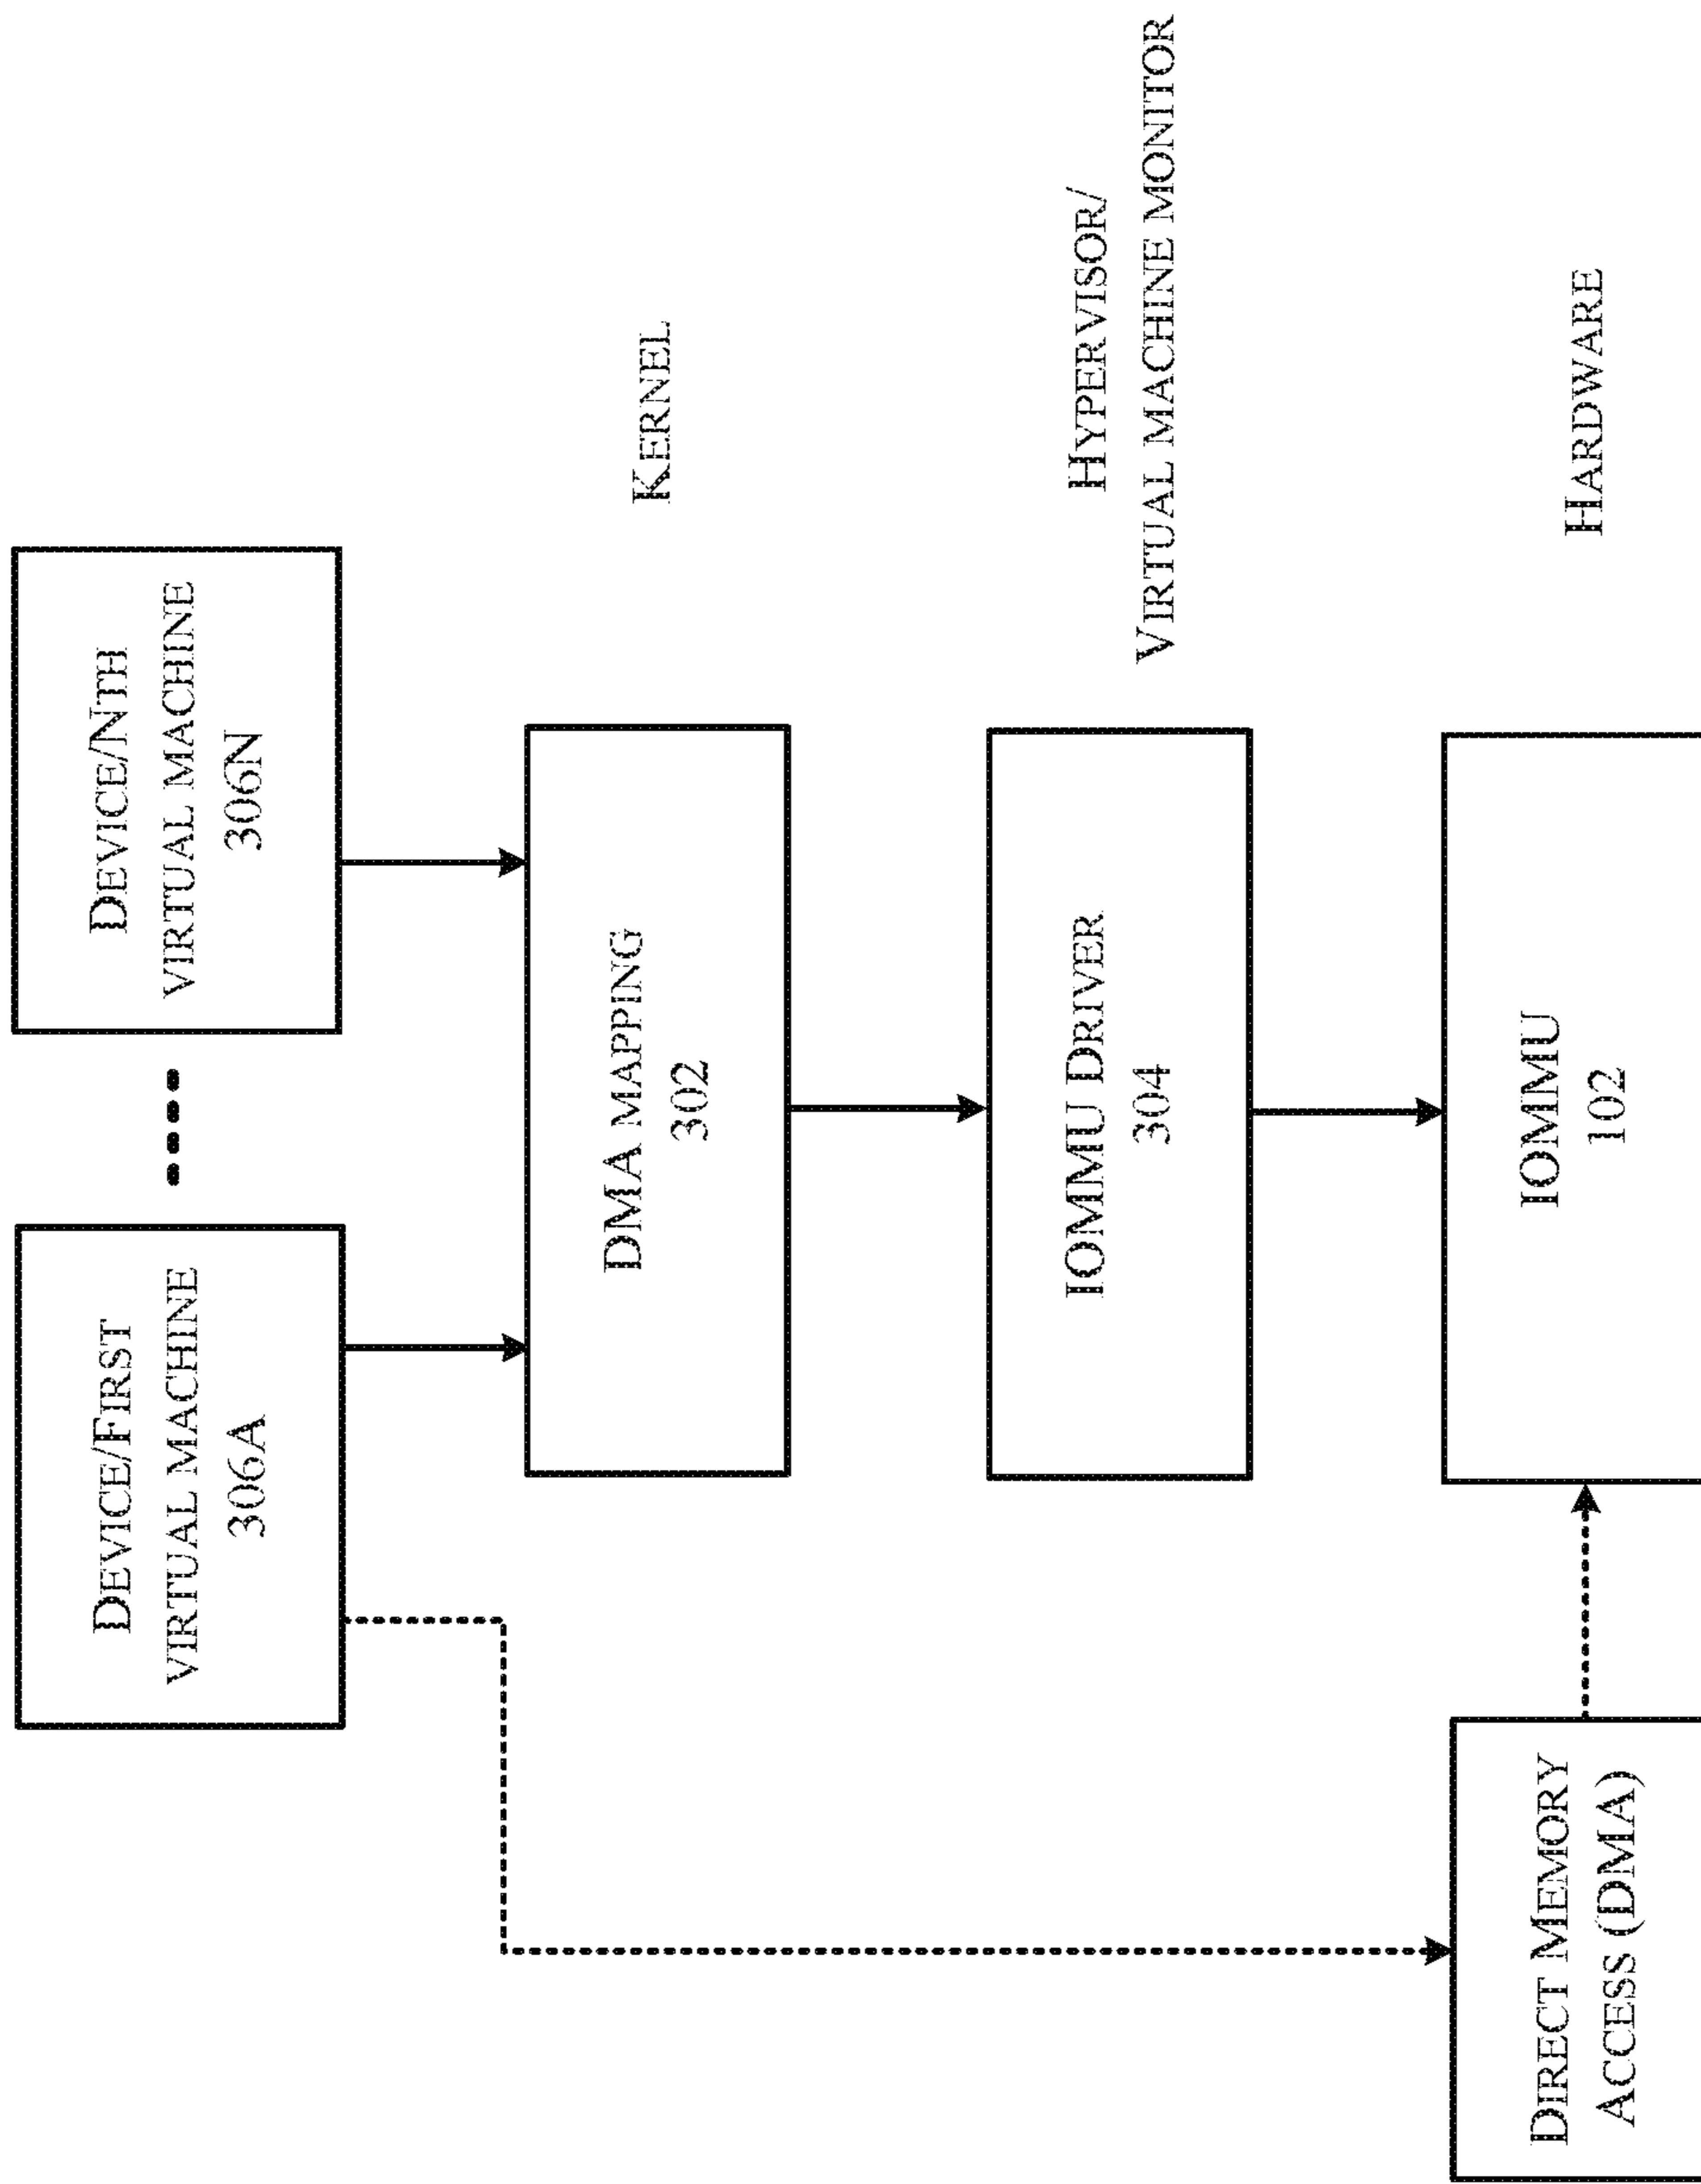 DEVICE/FIRST
VIRTUAL MACHINE
306A
DEVICE/NTH
VIRTUAL MACHINE
306N
DMA MAPPING
302
KERNEL
IOMMU DRIVER
304
HYPERVISOR/
VIRTUAL MACHINE MONITOR
DIRECT MEMORY
ACCESS (DMA)
IOMMU
102
HARDWARE